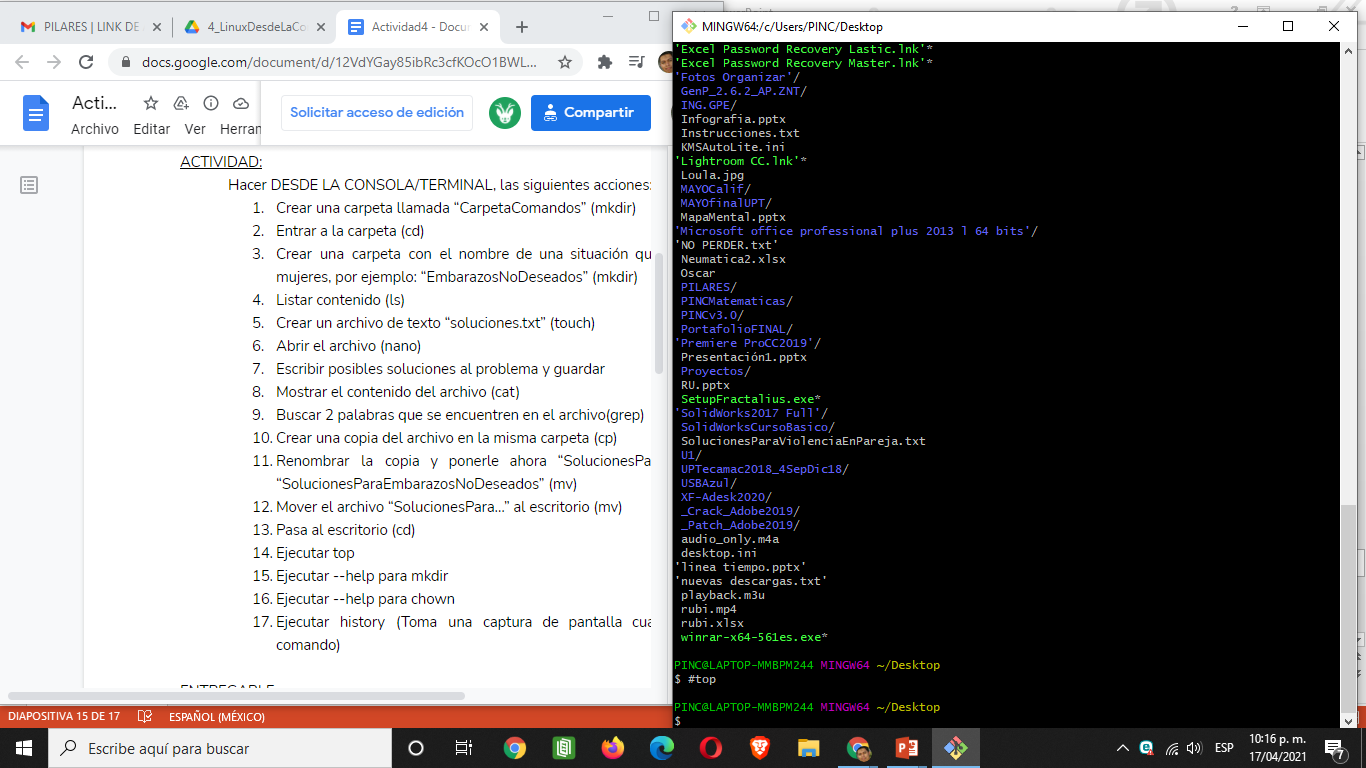 PILARES | LINK DE
4_LinuxDesdeLaCo
Actividad4 - Docum
docs.google.com/document/d/12VdYGay85ibRc3cfKOcO1BWL...
Acti...
Archivo Editar Ver Herran
Solicitar acceso de edición
Compartir
ACTIVIDAD:
Hacer DESDE LA CONSOLA/TERMINAL, las siguientes acciones:
1. Crear una carpeta llamada “CarpetaComandos” (mkdir)
2. Entrar a la carpeta (cd)
3. Crear una carpeta con el nombre de una situación qu
mujeres, por ejemplo: “EmbarazosNoDeseados” (mkdir)
4. Listar contenido (ls)
5. Crear un archivo de texto “soluciones.txt” (touch)
6. Abrir el archivo (nano)
7. Escribir posibles soluciones al problema y guardar
8. Mostrar el contenido del archivo (cat)
9. Buscar 2 palabras que se encuentren en el archivo(grep)
10. Crear una copia del archivo en la misma carpeta (cp)
11. Renombrar la copia y ponerle ahora “SolucionesPa
“SolucionesParaEmbarazosNoDeseados” (mv)
12. Mover el archivo “SolucionesPara...” al escritorio (mv)
13. Pasa al escritorio (cd)
14. Ejecutar top
15. Ejecutar --help para mkdir
16. Ejecutar --help para chown
17. Ejecutar history (Toma una captura de pantalla cua
comando)
DIAPOSITIVA 15 DE 17 ESPAÑOL (MÉXICO)
MINGW64:/c/Users/PINC/Desktop
'Excel Password Recovery Lastic.lnk'*
'Excel Password Recovery Master.lnk'*
'Fotos Organizar'/
GenP_2.6.2_AP.ZNT/
ING.GPE/
Infografia.pptx
Instrucciones.txt
KMSAutoLite.ini
'Lightroom CC.lnk'*
Loula.jpg
MAYOCalif/
MAYOfinalUPT/
MapaMental.pptx
'Microsoft office professional plus 2013 l 64 bits'/
'NO PERDER.txt'
Neumatica2.xlsx
Oscar
PILARES/
PINCMatematicas/
PINCv3.0/
PortafolioFINAL/
'Premiere ProCC2019'/
Presentación1.pptx
Proyectos/
RU.pptx
SetupFractalius.exe*
'SolidWorks2017 Full'/
SolidWorksCursoBasico/
SolucionesParaViolenciaEnPareja.txt
U1/
UPTecamac2018_4SepDic18/
USBAzul/
XF-Adesk2020/
_Crack_Adobe2019/
_Patch_Adobe2019/
audio_only.m4a
desktop.ini
'linea tiempo.pptx'
'nuevas descargas.txt'
playback.m3u
rubi.mp4
rubi.xlsx
winrar-x64-561es.exe*
PINC@LAPTOP-MMBPM244 MINGW64 ~/Desktop
$ #top
PINC@LAPTOP-MMBPM244 MINGW64 ~/Desktop
$
Escribe aquí para buscar
ESP
10:16 p. m.
17/04/2021
7